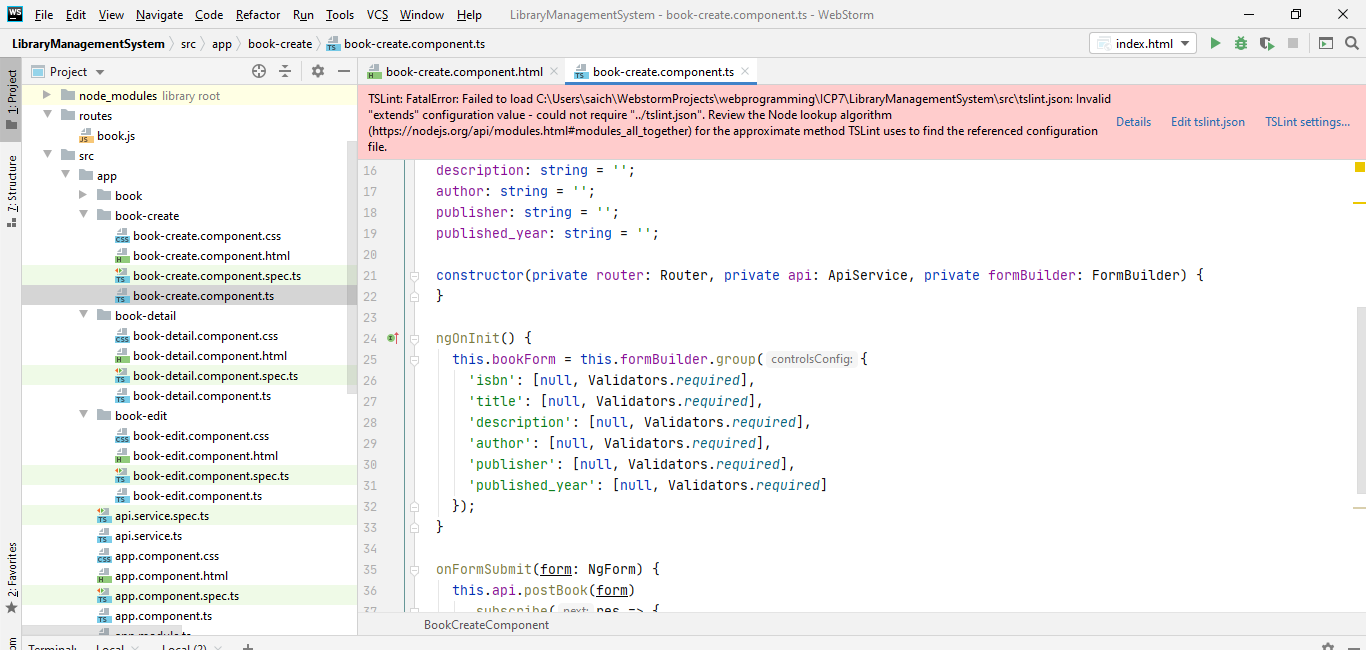 WS File Edit View Navigate Code Refactor Run Tools VCS Window Help LibraryManagementSystem - book-create.component.ts - WebStorm
LibraryManagementSystem src app book-create book-create.component.ts index.html
1: Project
7: Structure
2: Favorites
Project
node_modules library root
routes
book.js
src
app
book
book-create
book-create.component.css
book-create.component.html
book-create.component.spec.ts
book-create.component.ts
book-detail
book-detail.component.css
book-detail.component.html
book-detail.component.spec.ts
book-detail.component.ts
book-edit
book-edit.component.css
book-edit.component.html
book-edit.component.spec.ts
book-edit.component.ts
api.service.spec.ts
api.service.ts
app.component.css
app.component.html
app.component.spec.ts
app.component.ts
app.module.ts
book-create.component.html book-create.component.ts
TSLint: FatalError: Failed to load C:\Users\saich\WebstormProjects\webprogramming\ICP7\LibraryManagementSystem\src\tslint.json: Invalid
"extends" configuration value - could not require "../tslint.json". Review the Node lookup algorithm
(https://nodejs.org/api/modules.html#modules_all_together) for the approximate method TSLint uses to find the referenced configuration
file.
Details Edit tslint.json TSLint settings...
16 description: string = '';
17 author: string = '';
18 publisher: string = '';
19 published_year: string = '';
20
21 constructor(private router: Router, private api: ApiService, private formBuilder: FormBuilder) {
22 }
23
24 ngOnInit() {
25 this.bookForm = this.formBuilder.group( controlsConfig: {
26 'isbn': [null, Validators.required],
27 'title': [null, Validators.required],
28 'description': [null, Validators.required],
29 'author': [null, Validators.required],
30 'publisher': [null, Validators.required],
31 'published_year': [null, Validators.required]
32 });
33 }
34
35 onFormSubmit(form: NgForm) {
36 this.api.postBook(form)
37 .subscribe( next: res => {
BookCreateComponent
Terminal: Local Local (2)